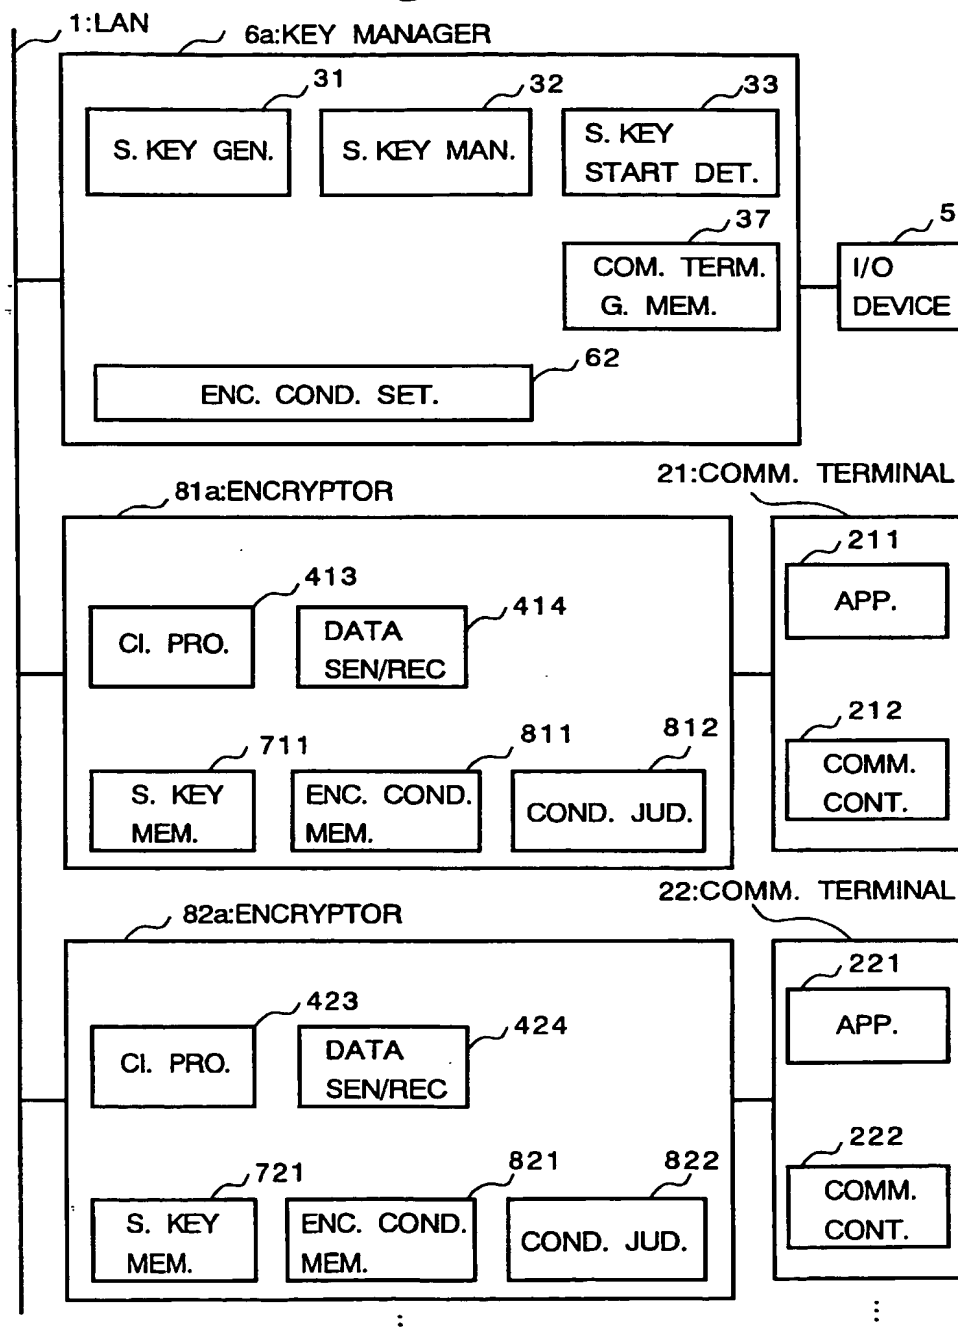 1:LAN
6a:KEY MANAGER
31
32
33
S. KEY GEN.
S. KEY MAN.
S. KEY
START DET.
37
COM. TERM.
G. MEM.
5
I/O
DEVICE
62
ENC. COND. SET.
81a:ENCRYPTOR
21:COMM. TERMINAL
413
CI. PRO.
414
DATA
SEN/REC
211
APP.
711
S. KEY
MEM.
811
ENC. COND.
MEM.
812
COND. JUD.
212
COMM.
CONT.
82a:ENCRYPTOR
22:COMM. TERMINAL
423
CI. PRO.
424
DATA
SEN/REC
221
APP.
721
S. KEY
MEM.
821
ENC. COND.
MEM.
822
COND. JUD.
222
COMM.
CONT.